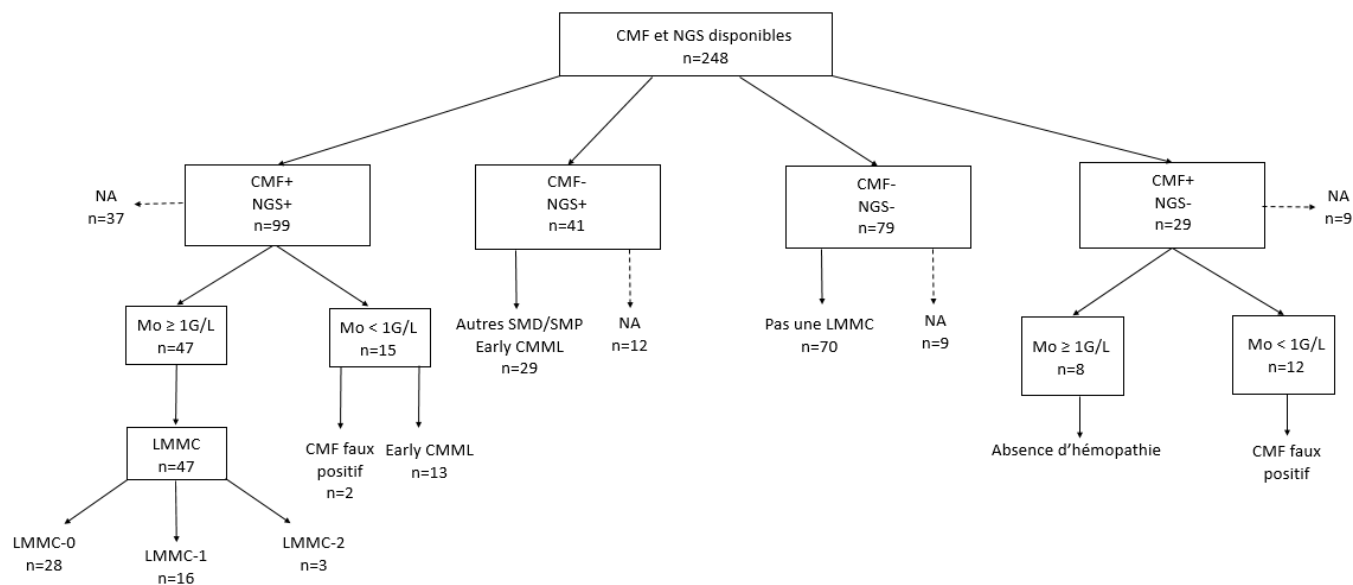 CMF et NGS disponibles
n=248
NA
n=37
CMF+
NGS+
n=99
CMF-
NGS+
n=41
CMF-
NGS-
n=79
CMF+
NGS-
n=29
NA
n=9
Mo ≥ 1G/L
n=47
Mo < 1G/L
n=15
Autres SMD/SMP
Early CMML
n=29
NA
n=12
Pas une LMMC
n=70
NA
n=9
Mo ≥ 1G/L
n=8
Mo < 1G/L
n=12
LMMC
n=47
CMF faux
positif
n=2
Early CMML
n=13
Absence d’hémopathie
CMF faux
positif
LMMC-0
n=28
LMMC-1
n=16
LMMC-2
n=3